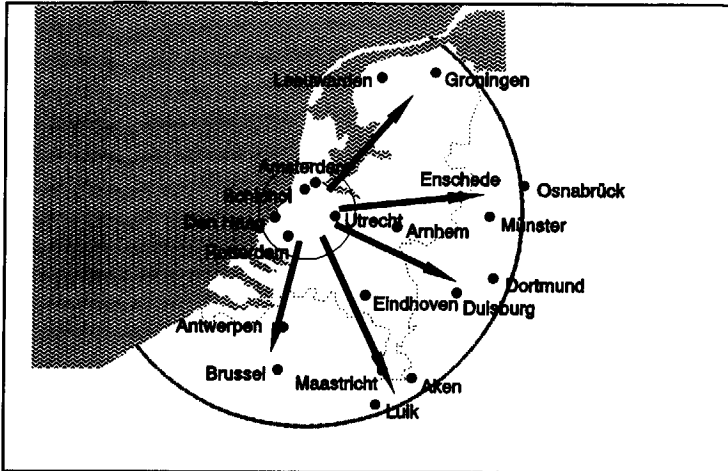 Leeuwarden
Groningen
Amsterdam
Schiphol
Enschede
Osnabrück
Den Haag
Utrecht
Arnhem
Münster
Rotterdam
Dortmund
Eindhoven
Duisburg
Antwerpen
Brussel
Maastricht
Aken
Luik